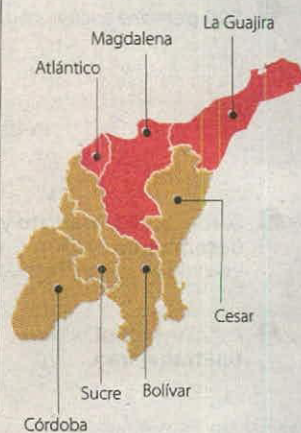 La Guajira
Magdalena
Atlántico
Cesar
Sucre
Bolívar
Córdoba